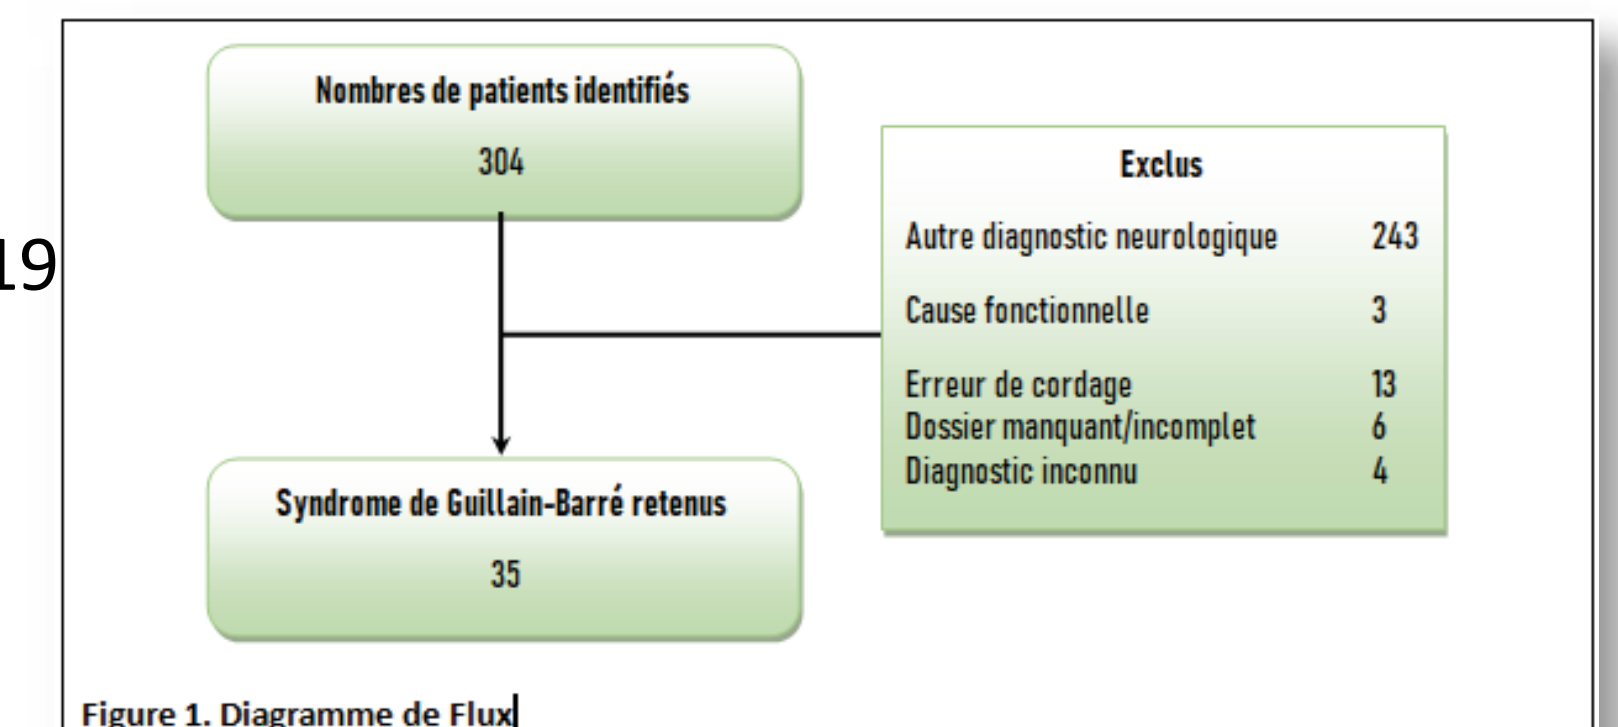 Nombres de patients identifiés
304
Exclus
Autre diagnostic neurologique 243
Cause fonctionnelle 3
Erreur de cordage 13
Dossier manquant/incomplet 6
Diagnostic inconnu 4
19
Syndrome de Guillain-Barré retenus
35
Figure 1. Diagramme de Flux